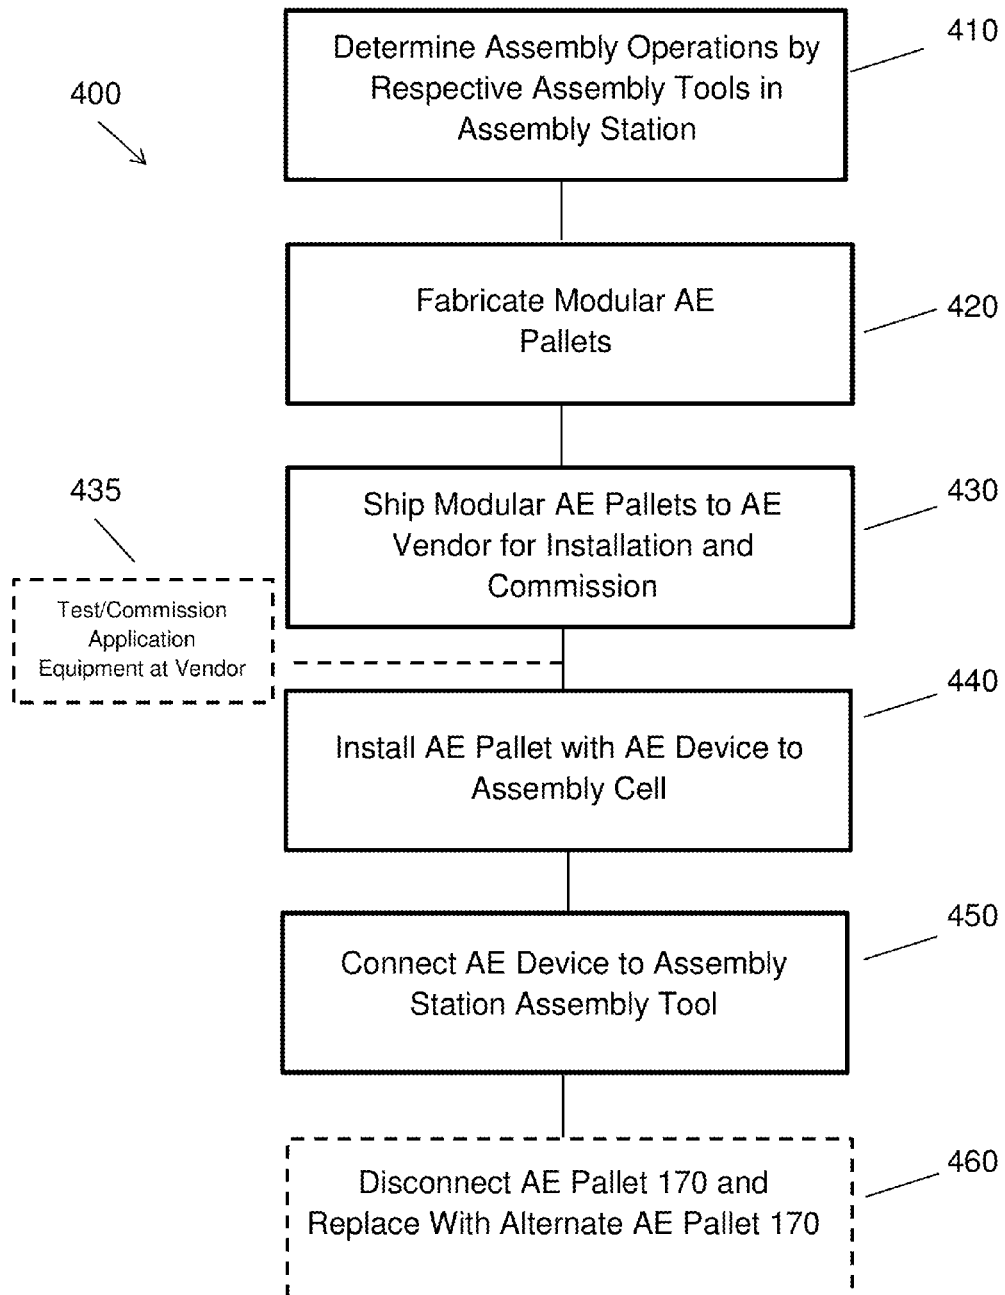 410
Determine Assembly Operations by
Respective Assembly Tools in
Assembly Station
400
420
Fabricate Modular AE
Pallets
430
Ship Modular AE Pallets to AE
Vendor for Installation and
Commission
435
Test/Commission
Application
Equipment at Vendor
440
Install AE Pallet with AE Device to
Assembly Cell
450
Connect AE Device to Assembly
Station Assembly Tool
460
Disconnect AE Pallet 170 and
Replace With Alternate AE Pallet 170